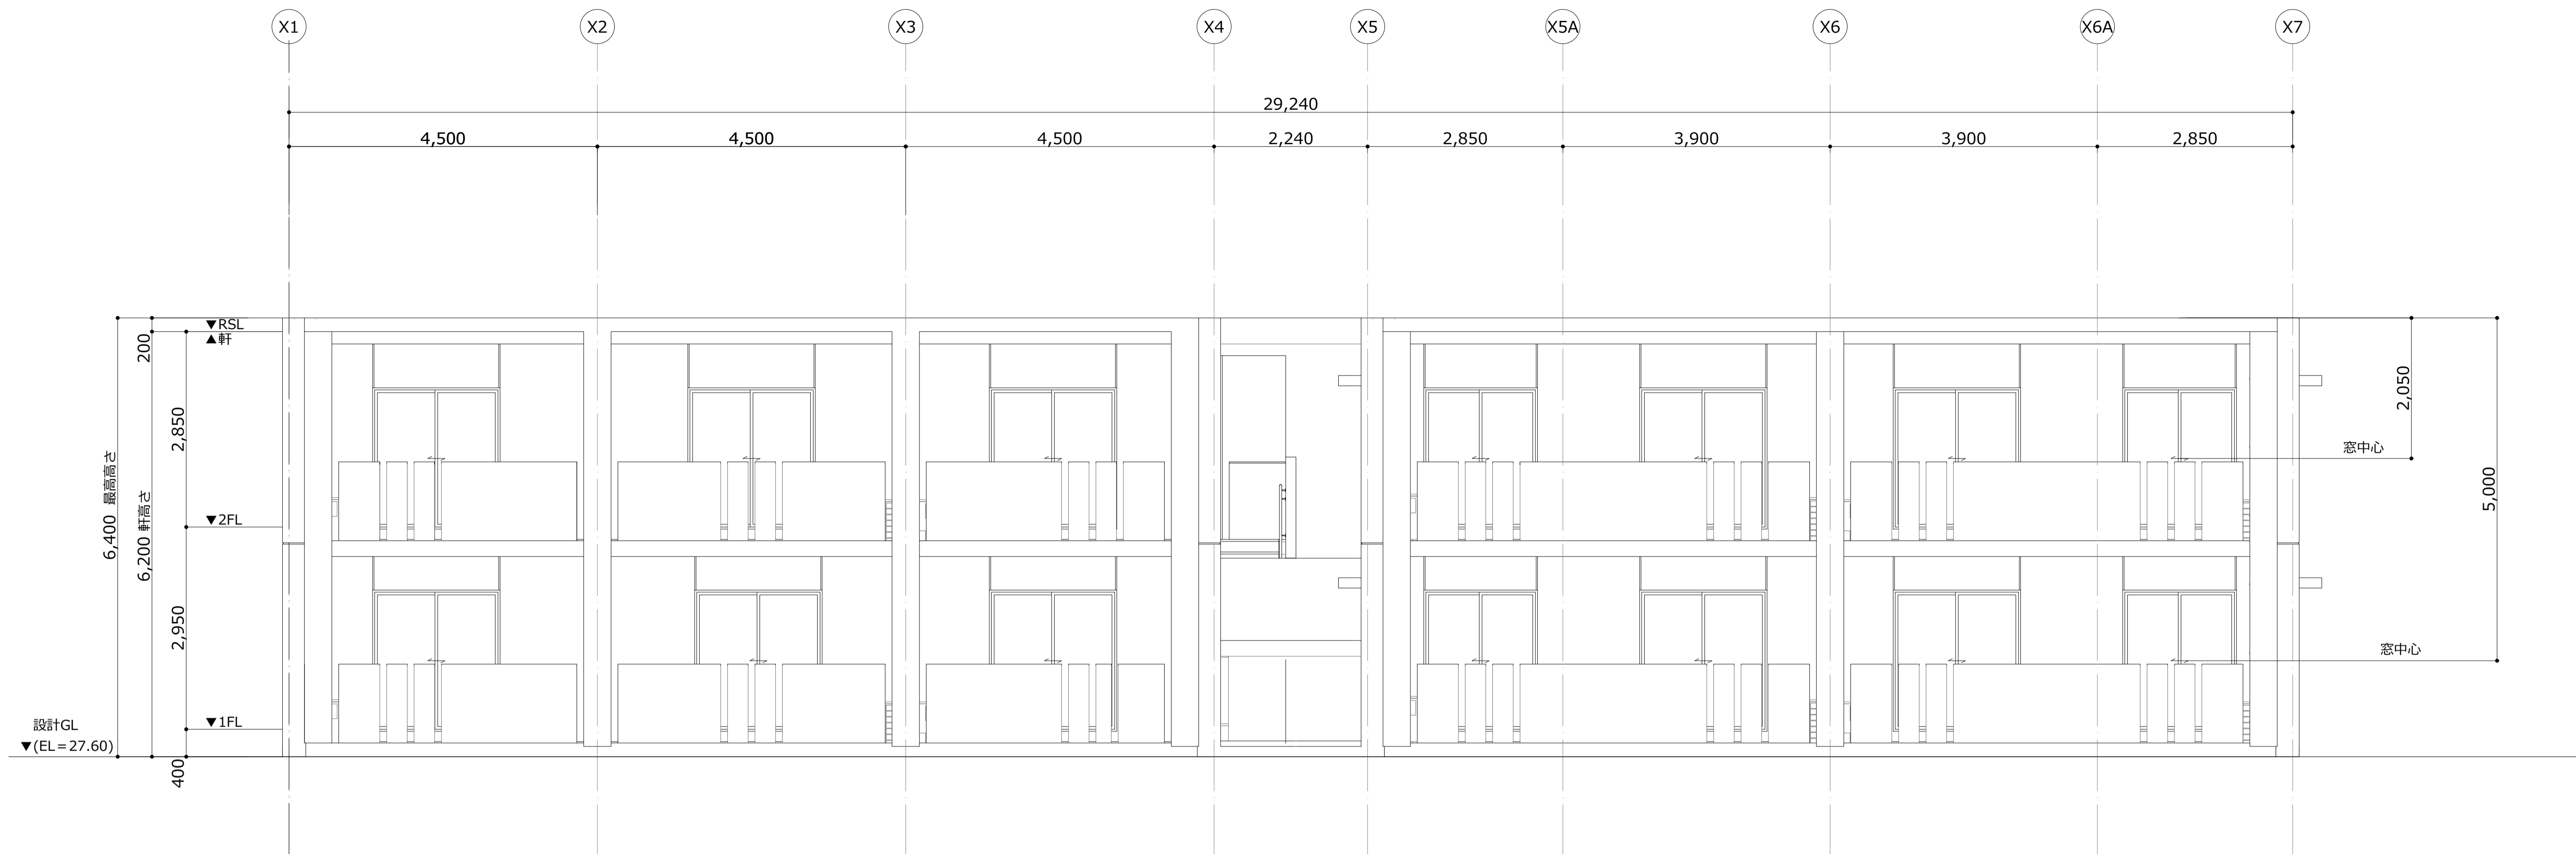 X1 X2 X3 X4 X5 X5A X6 X6A X7
29,240
4,500 4,500 4,500 2,240 2,850 3,900 3,900 2,850
▼RSL
▲軒
200
2,850
2,050
窓中心
6,400 最高高さ
6,200 軒高さ
5,000
▼2FL
2,950
窓中心
▼1FL
設計GL
▼(EL=27.60)
400